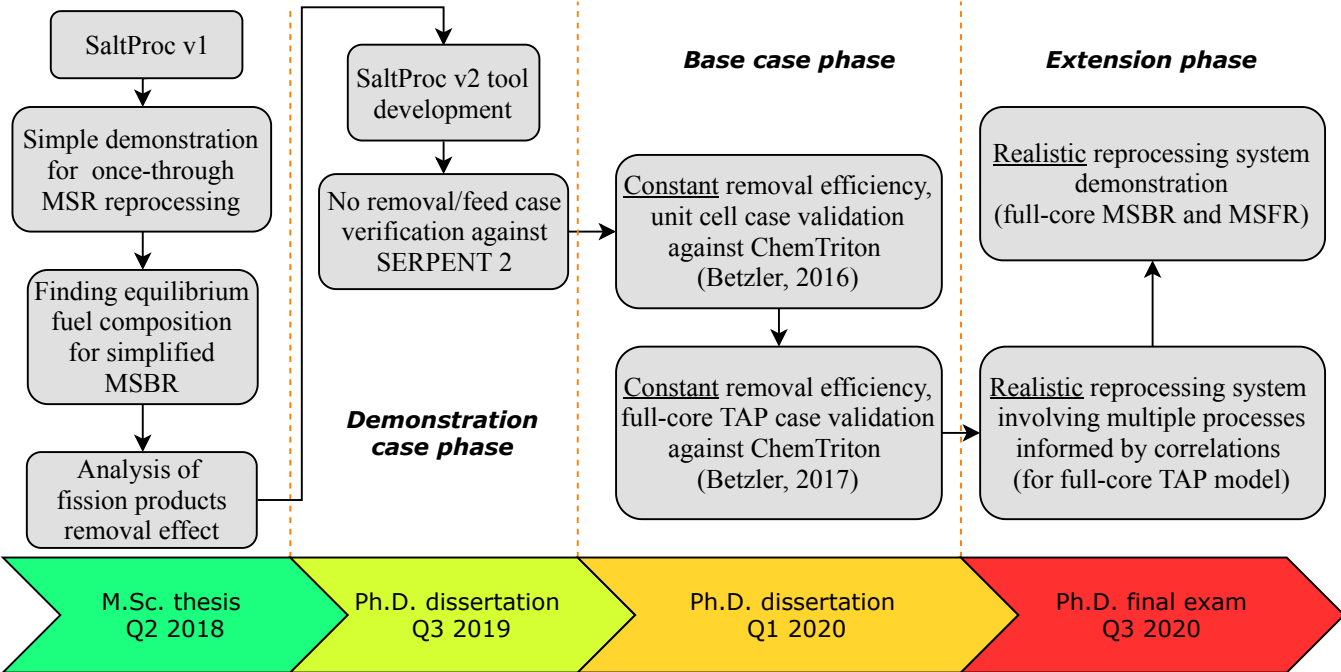 SaltProc v1
Simple demonstration
for once-through
MSR reprocessing
Finding equilibrium
fuel composition
for simplified
MSBR
Analysis of
fission products
removal effect
SaltProc v2 tool
development
No removal/feed case
verification against
SERPENT 2
Demonstration
case phase
Base case phase
Constant removal efficiency,
unit cell case validation
against ChemTriton
(Betzler, 2016)
Constant removal efficiency,
full-core TAP case validation
against ChemTriton
(Betzler, 2017)
Extension phase
Realistic reprocessing system
demonstration
(full-core MSBR and MSFR)
Realistic reprocessing system
involving multiple processes
informed by correlations
(for full-core TAP model)
M.Sc. thesis
Q2 2018
Ph.D. dissertation
Q3 2019
Ph.D. dissertation
Q1 2020
Ph.D. final exam
Q3 2020